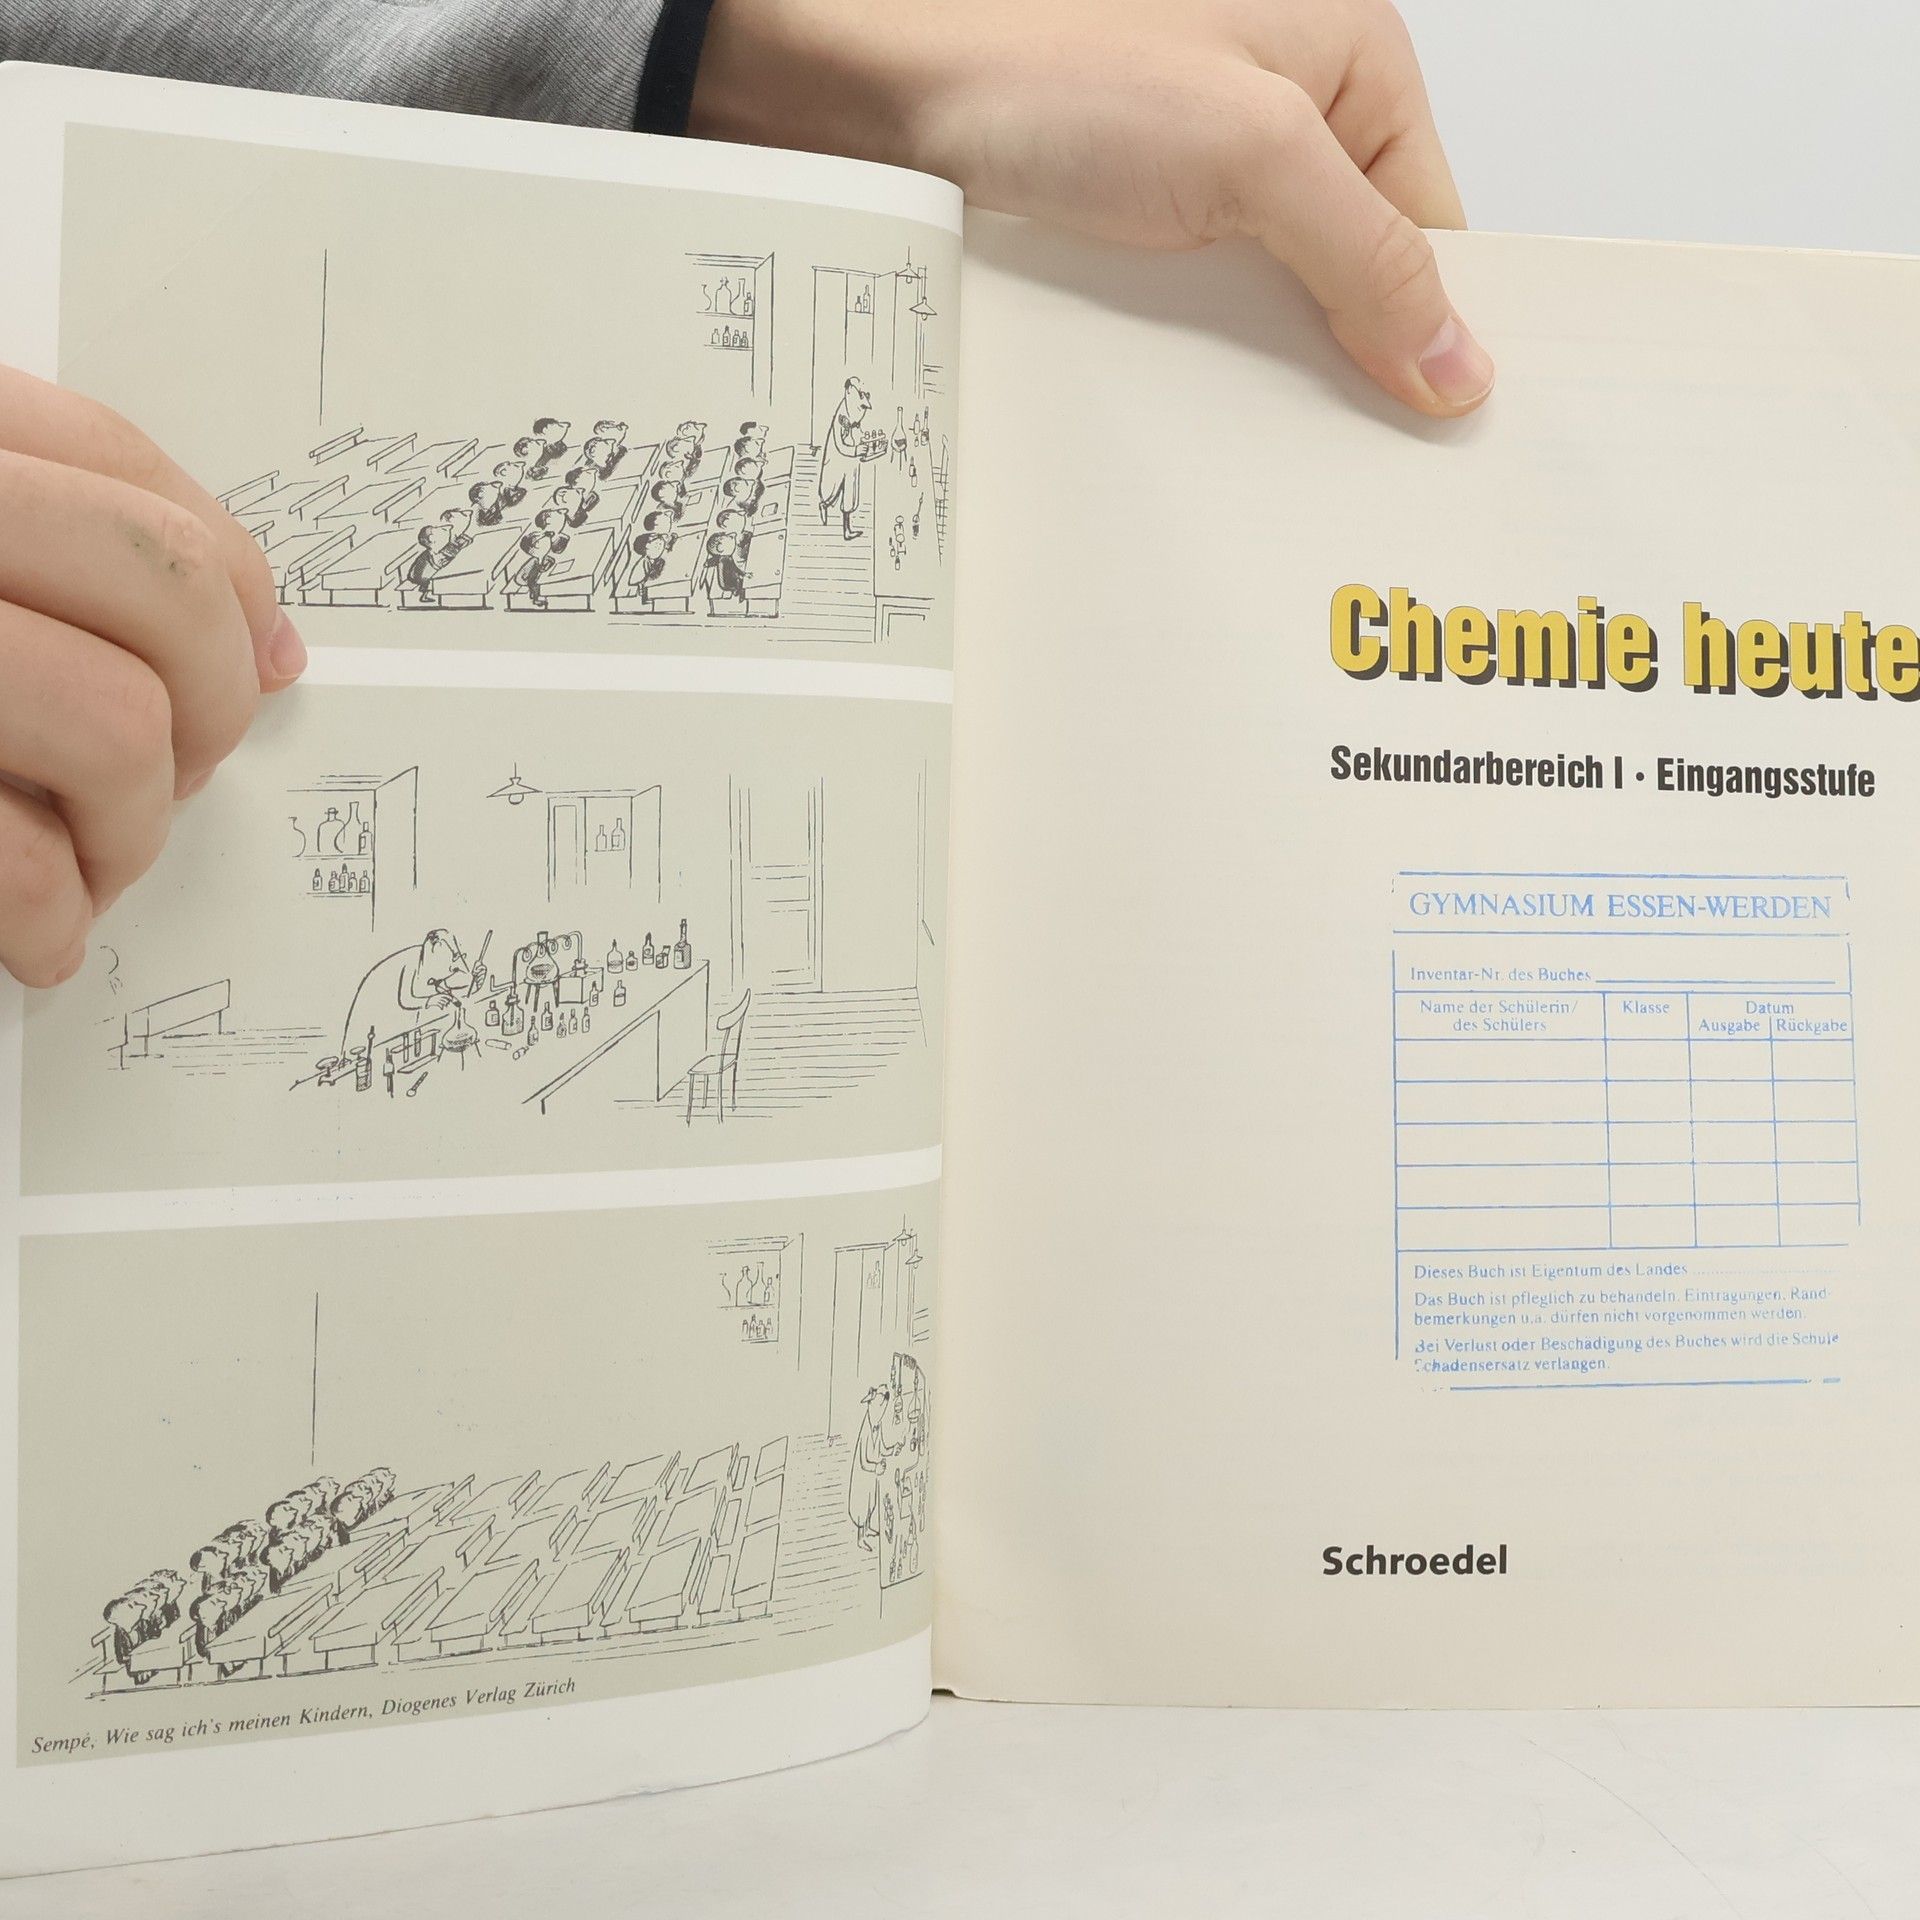 Sempé, Wie sag ich's meinen Kindern, Diogenes Verlag Zürich
Chemie heute
Sekundarbereich I · Eingangsstufe
GYMNASIUM ESSEN-WERDEN
Inventar-Nr. des Buches
Name der Schülerin/
des Schülers
Klasse
Datum
Ausgabe
Rückgabe
Dieses Buch ist Eigentum des Landes
Das Buch ist pfleglich zu behandeln. Eintragungen, Rand-
bemerkungen u.a. dürfen nicht vorgenommen werden.
Bei Verlust oder Beschädigung des Buches wird die Schule
Schadensersatz verlangen.
Schroedel